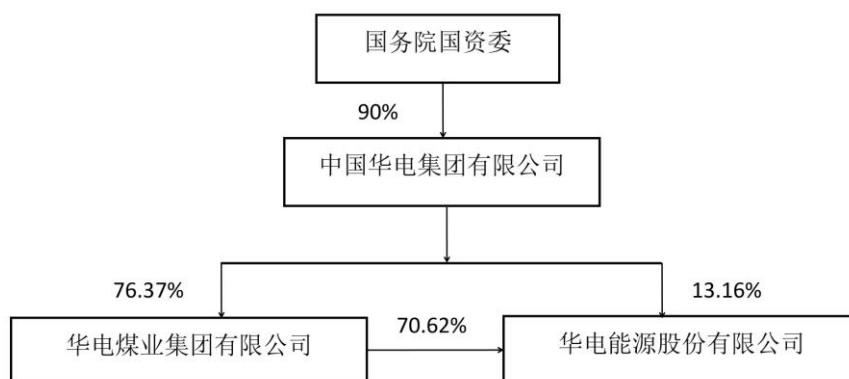 国务院国资委
90%
中国华电集团有限公司
76.37%
13.16%
70.62%
华电煤业集团有限公司
华电能源股份有限公司